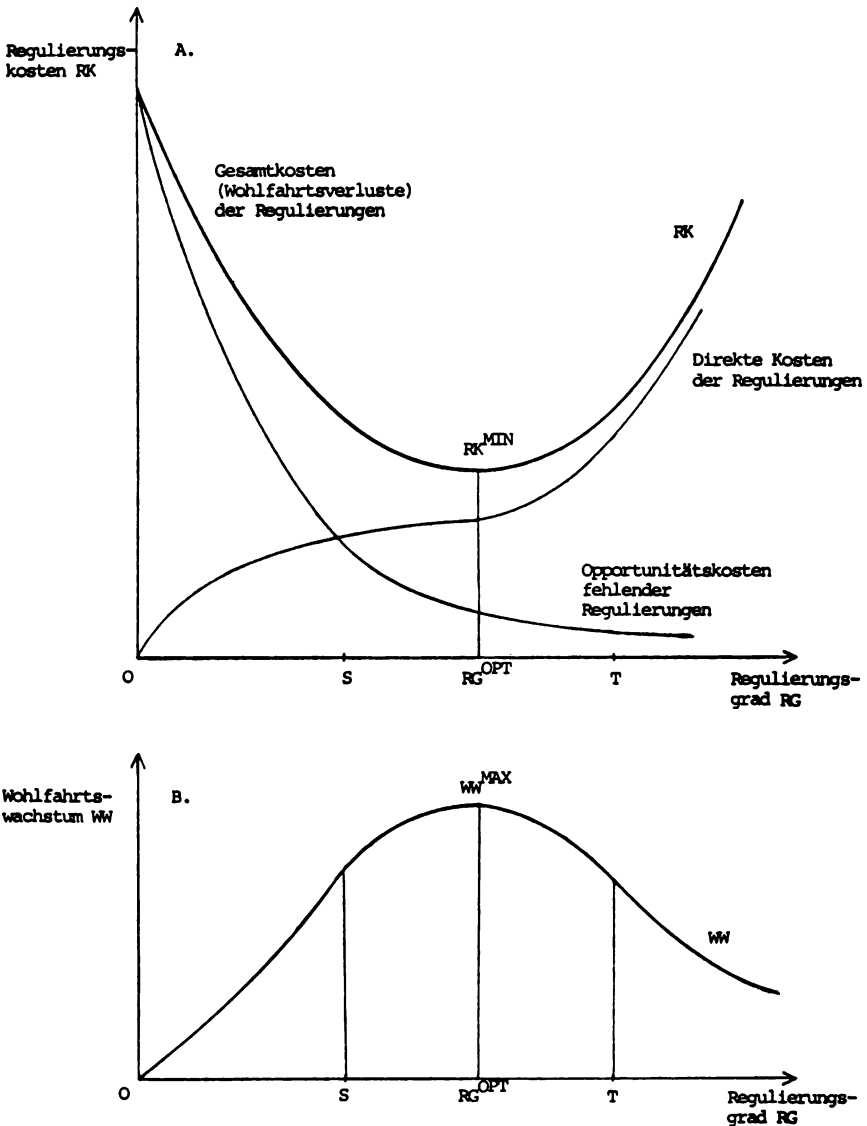 Regulierungs-
kosten RK
A.
Gesamtkosten
(Wohlfahrtsverluste)
der Regulierungen
RK
Direkte Kosten
der Regulierungen
RK^MIN
Opportunitätskosten
fehlender
Regulierungen
O
S
RG^OPT
T
Regulierungs-
grad RG
Wohlfahrts-
wachstum WW
B.
WW^MAX
WW
O
S
RG^OPT
T
Regulierungs-
grad RG